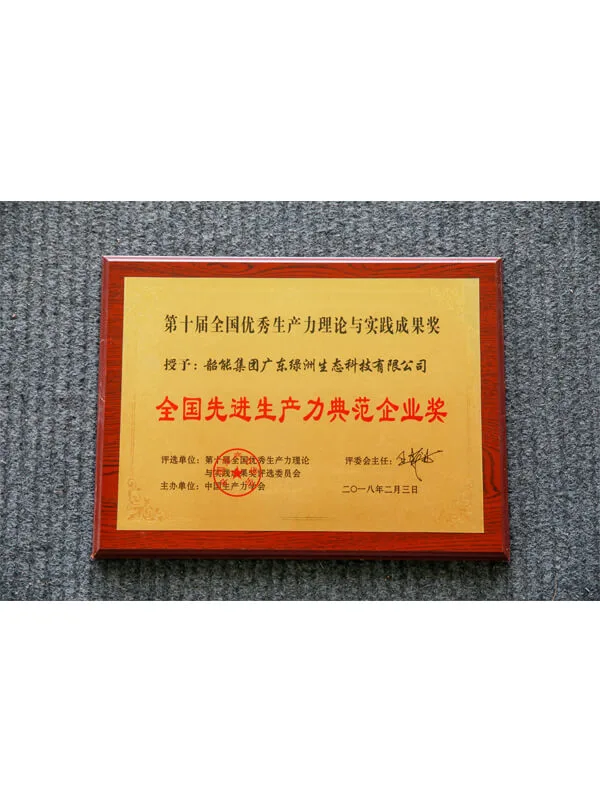 第十届全国优秀生产力理论与实践成果奖
授予：韶能集团广东绿洲生态科技有限公司
全国先进生产力典范企业奖
评选单位：第十届全国优秀生产力理论
与实践成果奖评选委员会
主办单位：中国生产力学会
评委会主任：
二〇一八年二月三日